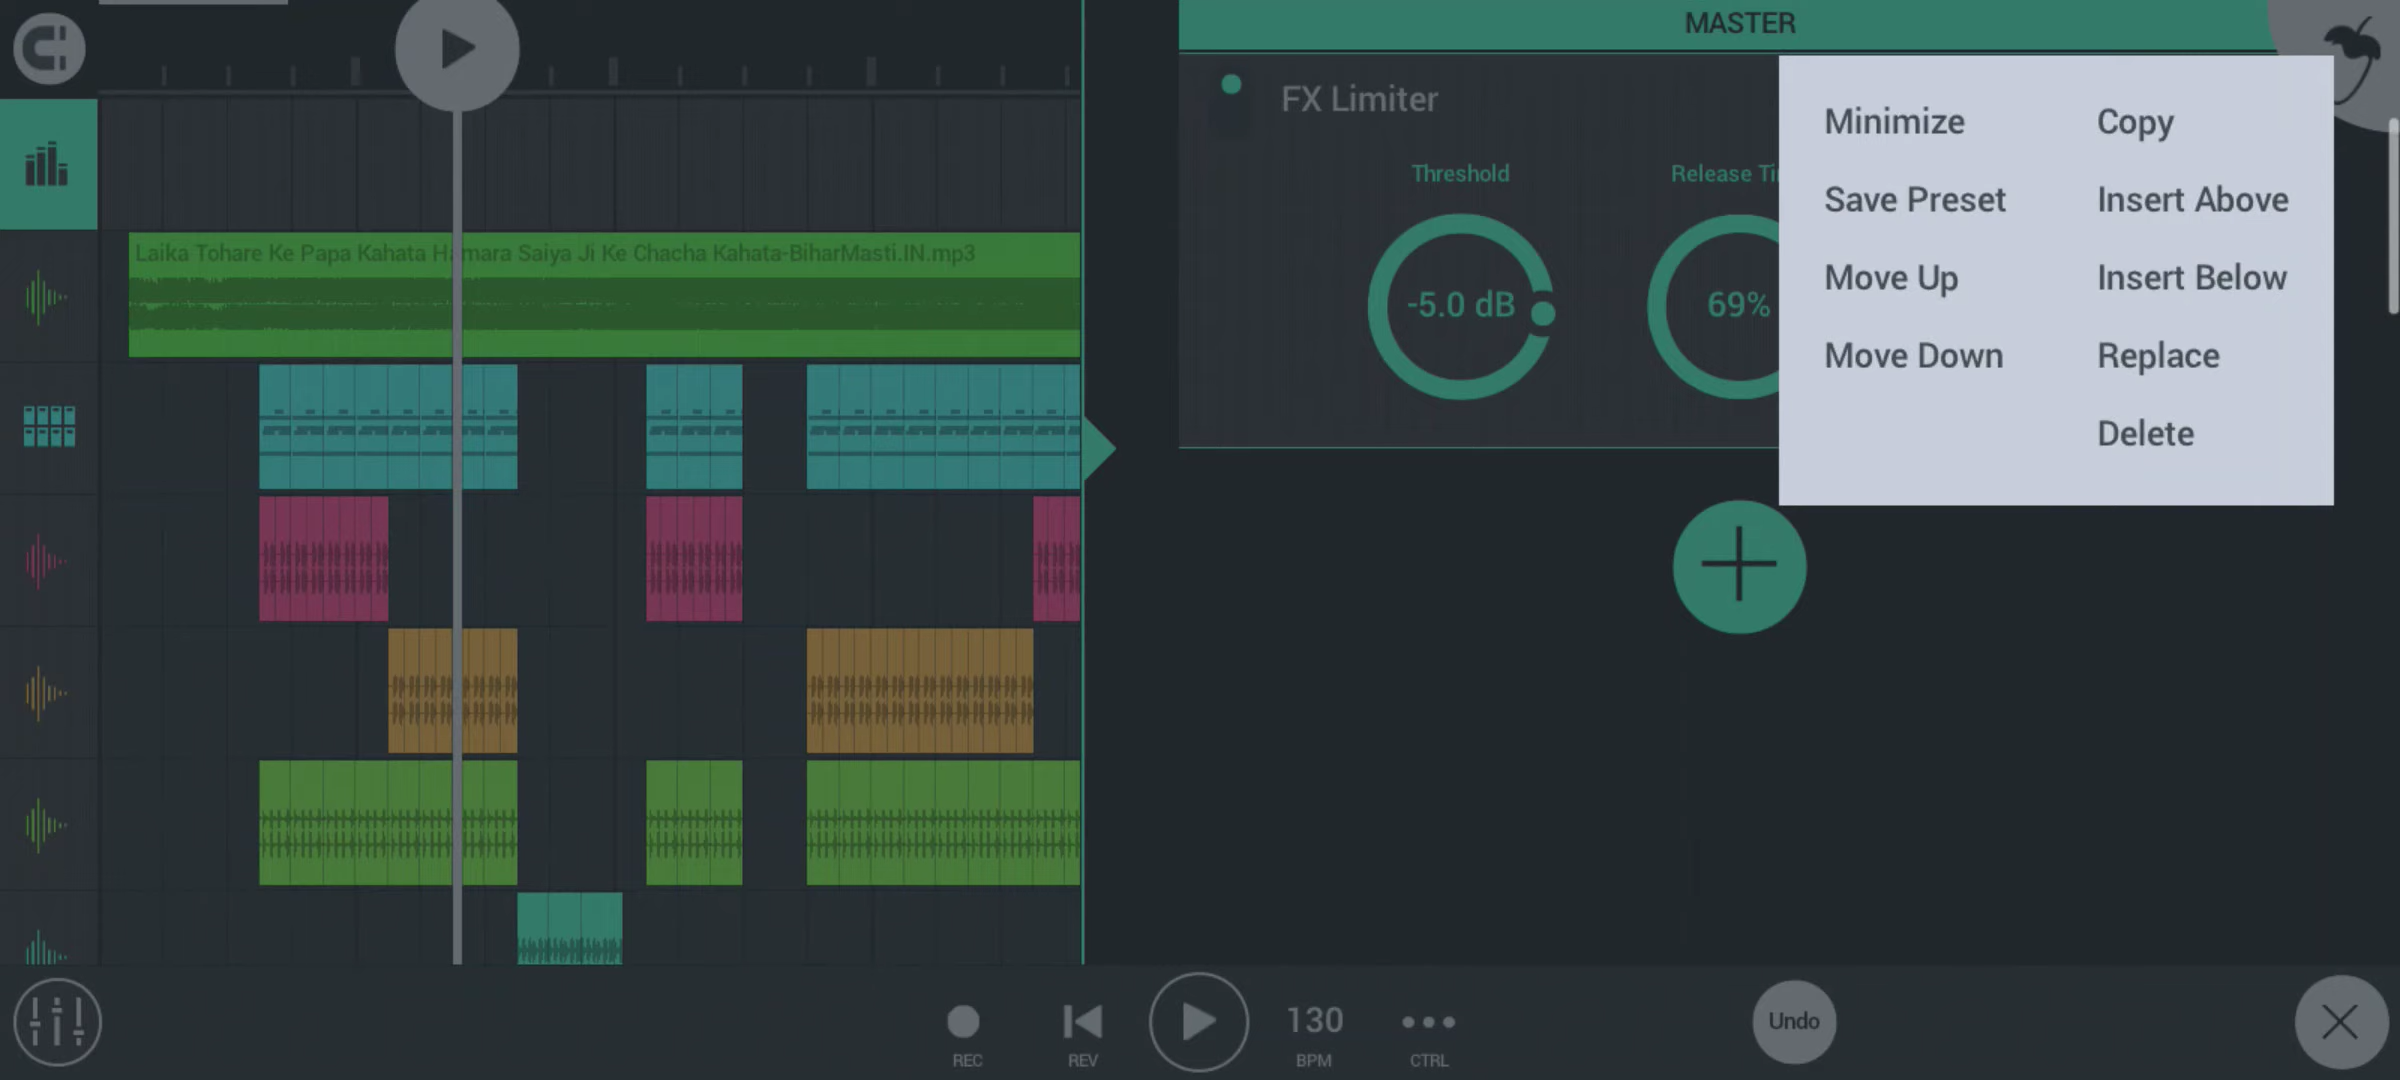 MASTER
FX Limiter
Threshold
Release Ti
-5.0 dB
69%
Minimize
Copy
Save Preset
Insert Above
Move Up
Insert Below
Move Down
Replace
Delete
Laika Tohare Ke Papa Kahata Hamara Saiya Ji Ke Chacha Kahata-BiharMasti.IN.mp3
130
Undo
REC
REV
BPM
CTRL